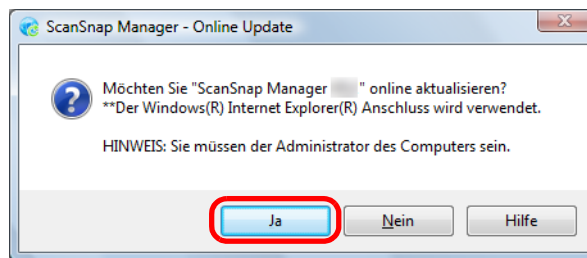 ScanSnap Manager - Online Update
Möchten Sie "ScanSnap Manager " online aktualisieren?
**Der Windows(R) Internet Explorer(R) Anschluss wird verwendet.
HINWEIS: Sie müssen der Administrator des Computers sein.
Ja Nein Hilfe